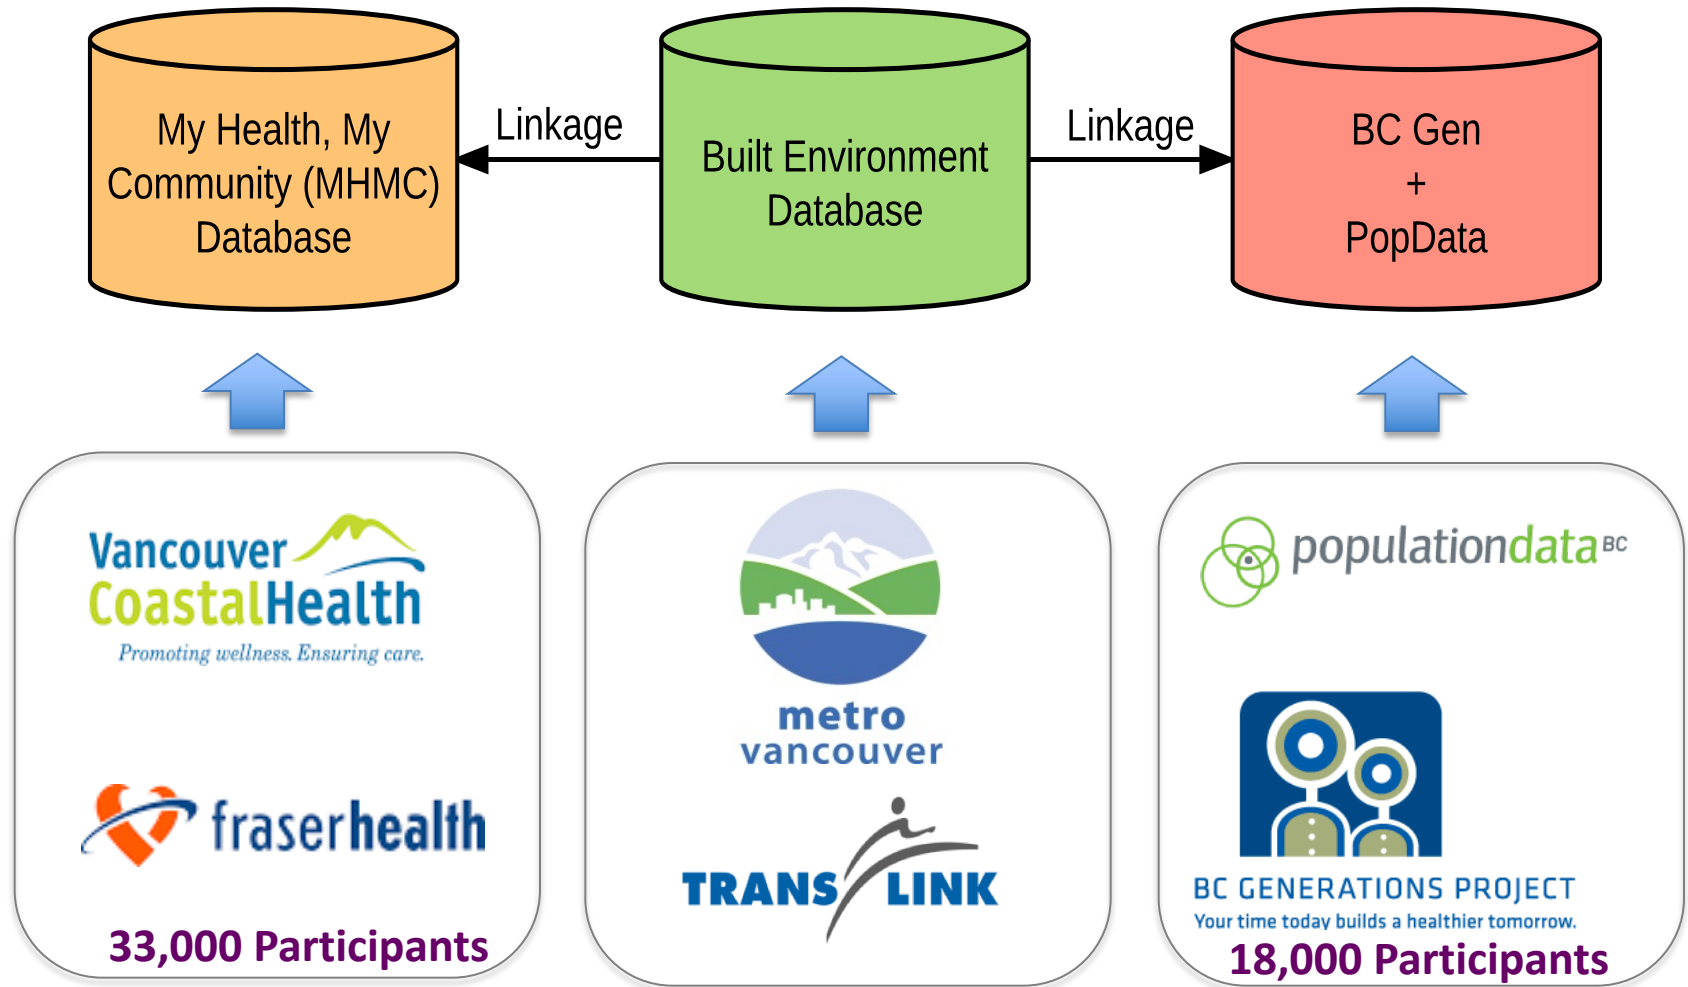 My Health, My
Community (MHMC)
Database
Linkage
Built Environment
Database
Linkage
BC Gen
+
PopData
Vancouver
CoastalHealth
Promoting wellness. Ensuring care.
fraserhealth
33,000 Participants
metro
vancouver
TRANS LINK
populationdata BC
BC GENERATIONS PROJECT
Your time today builds a healthier tomorrow.
18,000 Participants